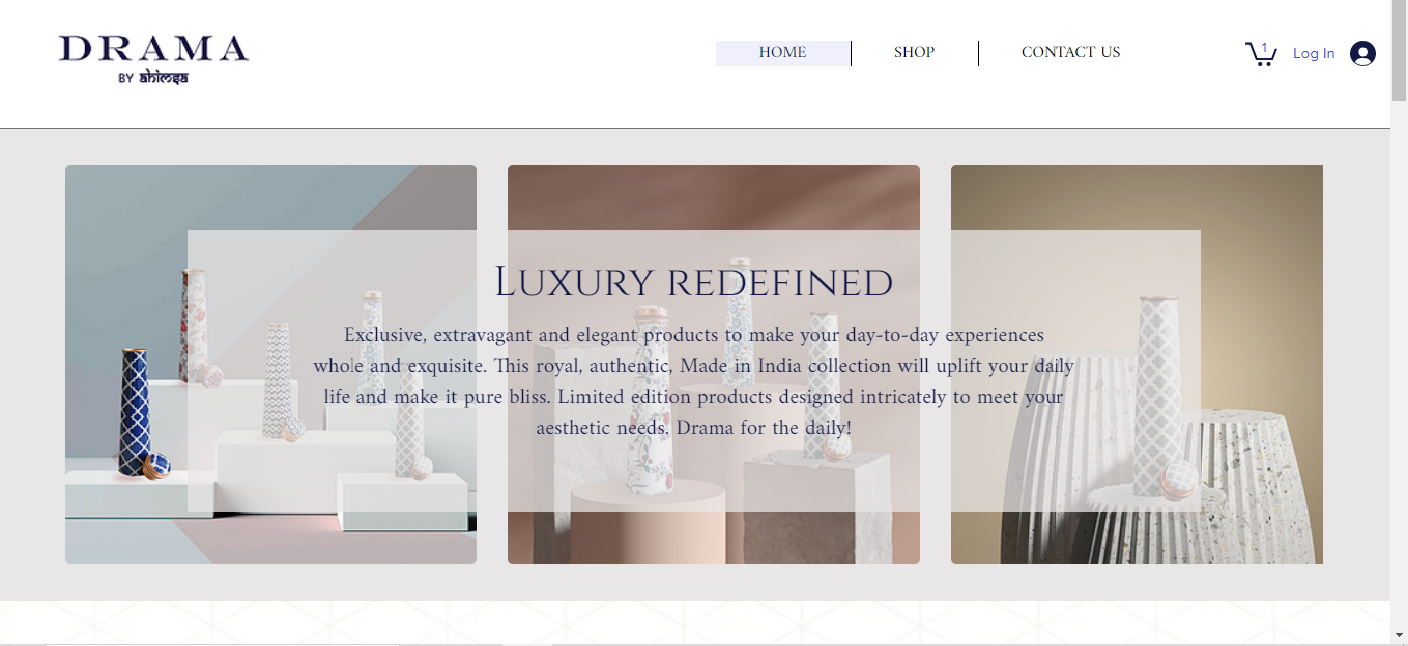 DRAMA
BY ahimsa
HOME
SHOP
CONTACT US
1
Log In
LUXURY REDEFINED
Exclusive, extravagant and elegant products to make your day-to-day experiences
whole and exquisite. This royal, authentic, Made in India collection will uplift your daily
life and make it pure bliss. Limited edition products designed intricately to meet your
aesthetic needs. Drama for the daily!